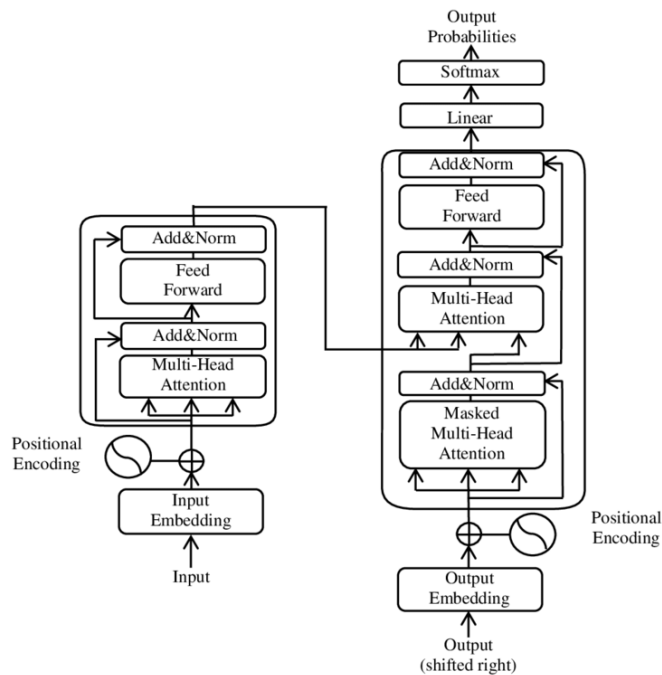 Output
Probabilities
Softmax
Linear
Add&Norm
Feed
Forward
Add&Norm
Multi-Head
Attention
Add&Norm
Masked
Multi-Head
Attention
Positional
Encoding
Output
Embedding
Output
(shifted right)
Add&Norm
Feed
Forward
Add&Norm
Multi-Head
Attention
Positional
Encoding
Input
Embedding
Input